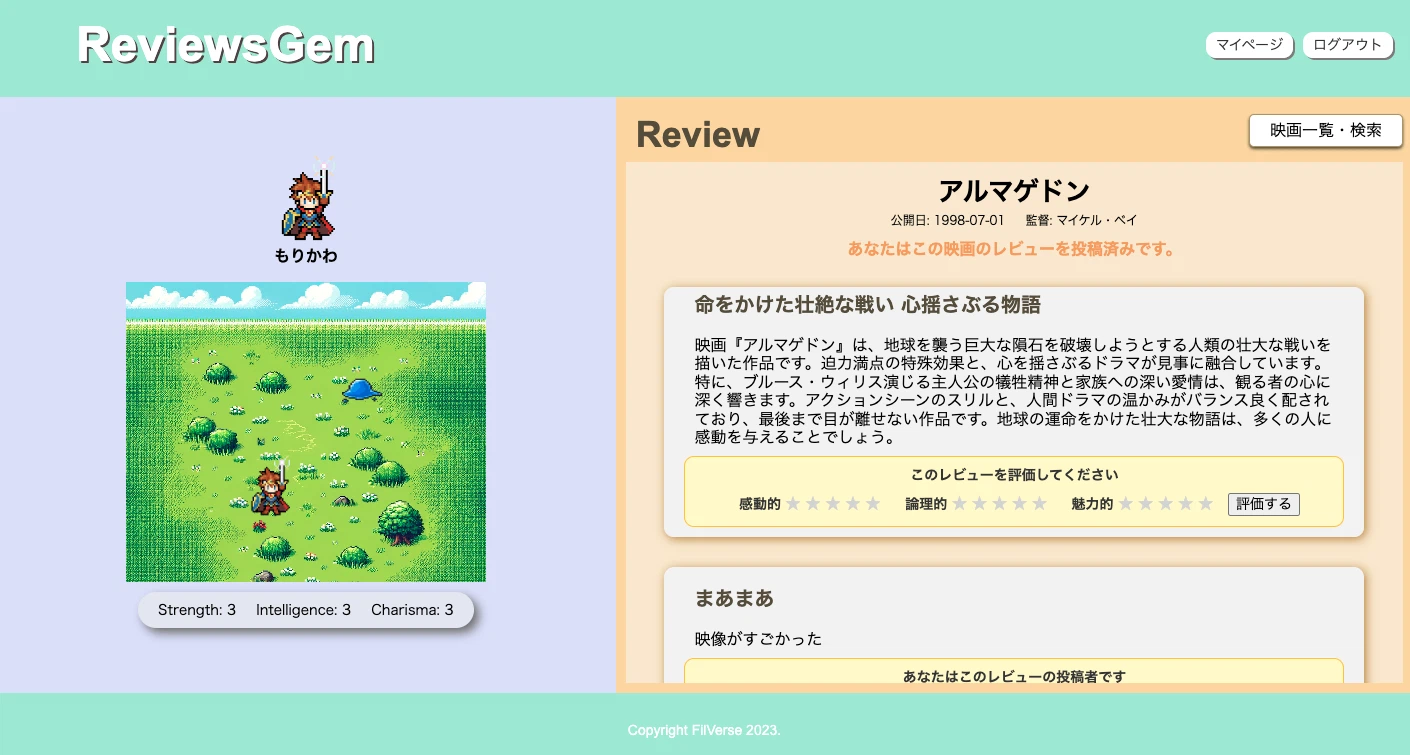 ReviewsGem
マイページ
ログアウト
もりかわ
Strength: 3 Intelligence: 3 Charisma: 3
Review
映画一覧・検索
アルマゲドン
公開日: 1998-07-01 監督: マイケル・ベイ
あなたはこの映画のレビューを投稿済みです。
命をかけた壮絶な戦い 心揺さぶる物語
映画『アルマゲドン』は、地球を襲う巨大な隕石を破壊しようとする人類の壮大な戦いを
描いた作品です。迫力満点の特殊効果と、心を揺さぶるドラマが見事に融合しています。
特に、ブルース・ウィリス演じる主人公の犠牲精神と家族への深い愛情は、観る者の心に
深く響きます。アクションシーンのスリルと、人間ドラマの温かみがバランス良く配され
ており、最後まで目が離せない作品です。地球の運命をかけた壮大な物語は、多くの人に
感動を与えることでしょう。
このレビューを評価してください
感動的 ★★★★★ 論理的 ★★★★★ 魅力的 ★★★★★ 評価する
まあまあ
映像がすごかった
あなたはこのレビューの投稿者です
Copyright FilVerse 2023.